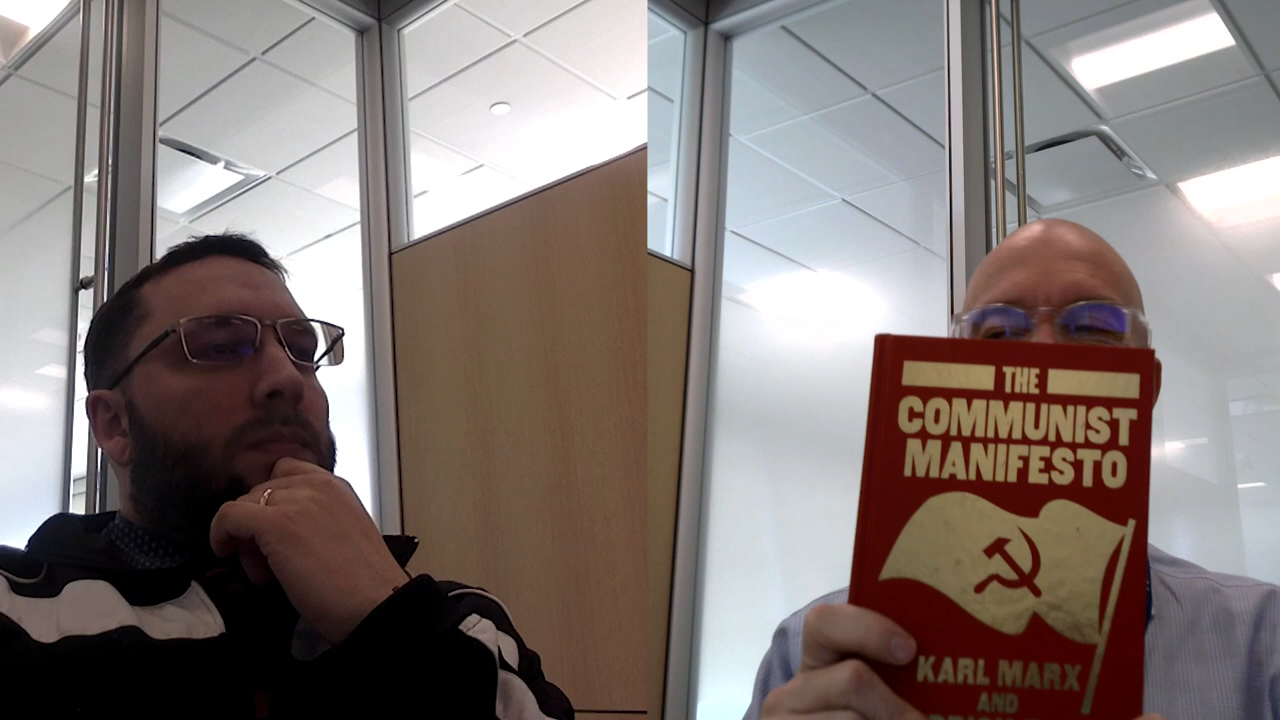 THE
COMMUNIST
MANIFESTO
KARL MARX
AND